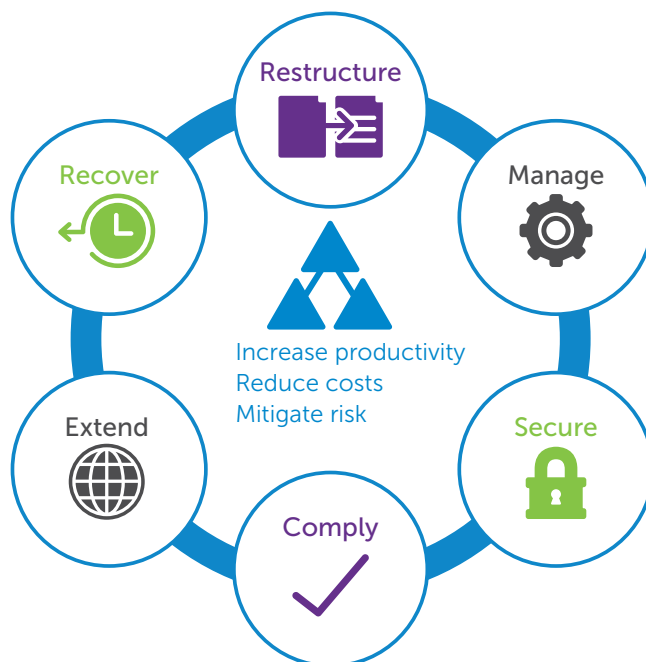 Restructure
Manage
Secure
Comply
Extend
Recover
Increase productivity
Reduce costs
Mitigate risk